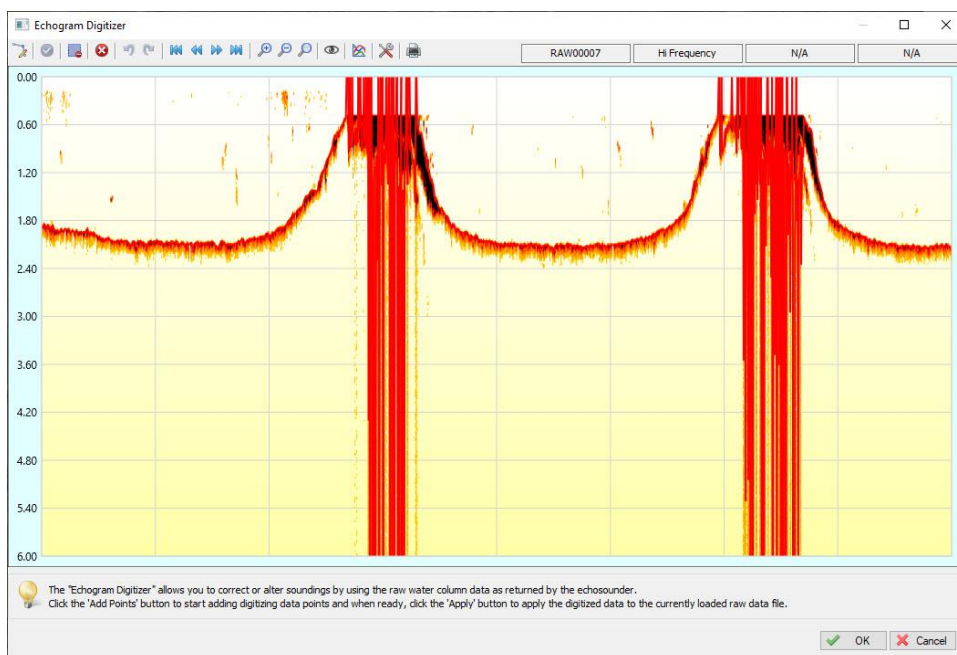 Echogram Digitizer
RAW00007
Hi Frequency
N/A
N/A
0.00
0.60
1.20
1.80
2.40
3.00
3.60
4.20
4.80
5.40
6.00
The "Echogram Digitizer" allows you to correct or alter soundings by using the raw water column data as returned by the echosounder.
Click the 'Add Points' button to start adding digitizing data points and when ready, click the 'Apply' button to apply the digitized data to the currently loaded raw data file.
OK
Cancel